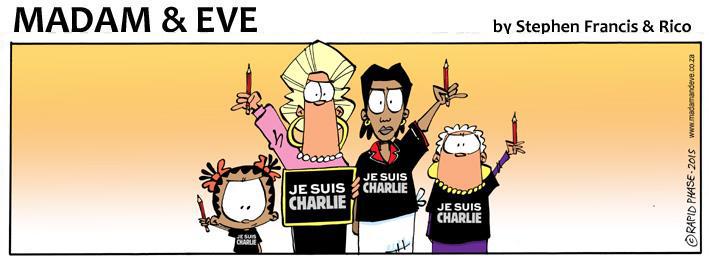 MADAM & EVE
by Stephen Francis & Rico
JE SUIS
CHARLIE
JE SUIS
CHARLIE
JE SUIS
CHARLIE
JE SUIS
CHARLIE
www.madamandeve.co.za
© RAPID PHASE - 2015